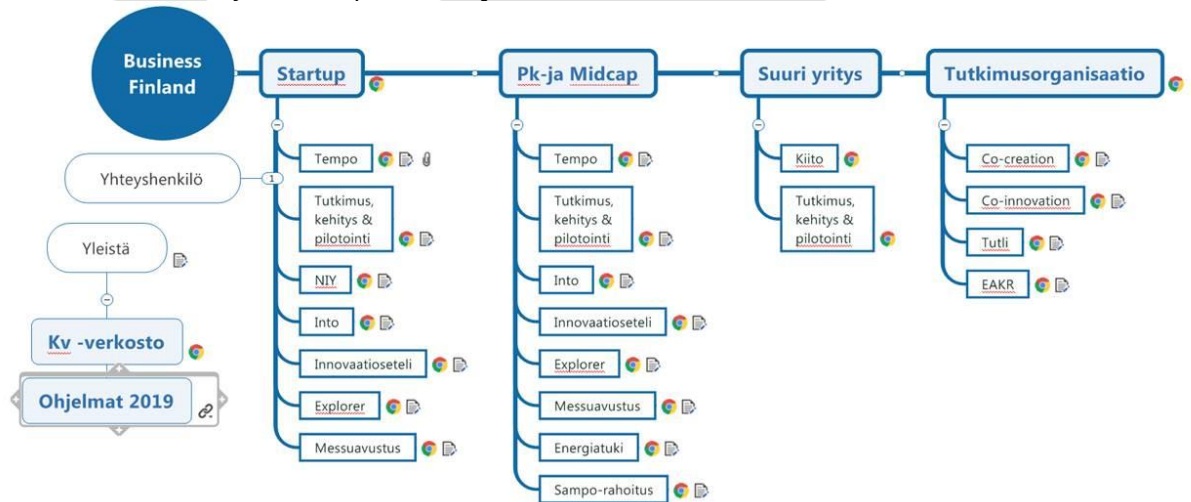 Business
Finland
Startup
Pk-ja Midcap
Suuri yritys
Tutkimusorganisaatio
Yhteyshenkilö
1
Yleistä
Kv -verkosto
Ohjelmat 2019
Tempo
Tutkimus,
kehitys &
pilotointi
NIY
Into
Innovaatioseteli
Explorer
Messuavustus
Tempo
Tutkimus,
kehitys &
pilotointi
Into
Innovaatioseteli
Explorer
Messuavustus
Energiatuki
Sampo-rahoitus
Kiito
Tutkimus,
kehitys &
pilotointi
Co-creation
Co-innovation
Tutli
EAKR